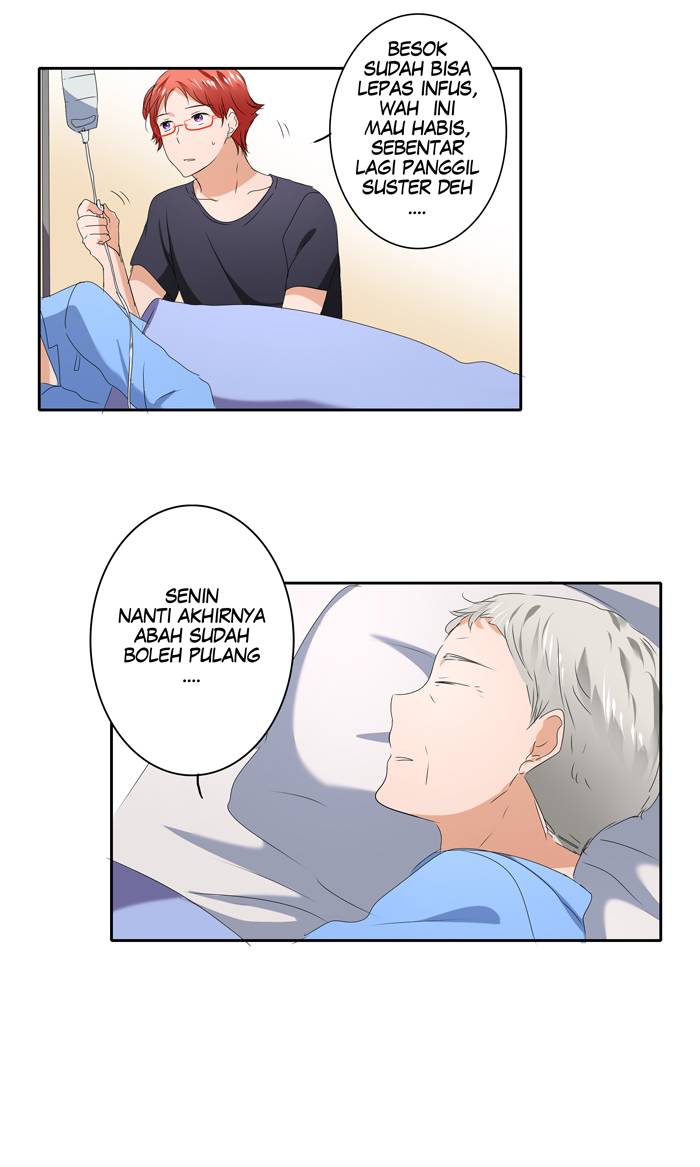 BESOK
SUDAH BISA
LEPAS INFUS,
WAH INI
MAU HABIS,
SEBENTAR
LAGI PANGGIL
SUSTER DEH
....
SENIN
NANTI AKHIRNYA
ABAH SUDAH
BOLEH PULANG
....